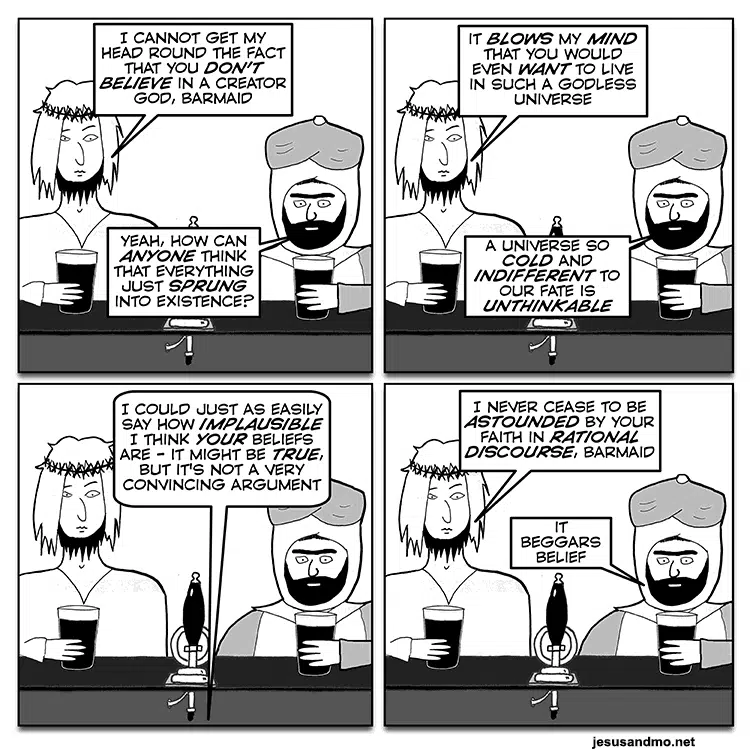 I CANNOT GET MY
HEAD ROUND THE FACT
THAT YOU DON'T
BELIEVE IN A CREATOR
GOD, BARMAID
YEAH, HOW CAN
ANYONE THINK
THAT EVERYTHING
JUST SPRUNG
INTO EXISTENCE?
IT BLOWS MY MIND
THAT YOU WOULD
EVEN WANT TO LIVE
IN SUCH A GODLESS
UNIVERSE
A UNIVERSE SO
COLD AND
INDIFFERENT TO
OUR FATE IS
UNTHINKABLE
I COULD JUST AS EASILY
SAY HOW IMPLAUSIBLE
I THINK YOUR BELIEFS
ARE - IT MIGHT BE TRUE,
BUT IT'S NOT A VERY
CONVINCING ARGUMENT
I NEVER CEASE TO BE
ASTOUNDED BY YOUR
FAITH IN RATIONAL
DISCOURSE, BARMAID
IT
BEGGARS
BELIEF
jesusandmo.net